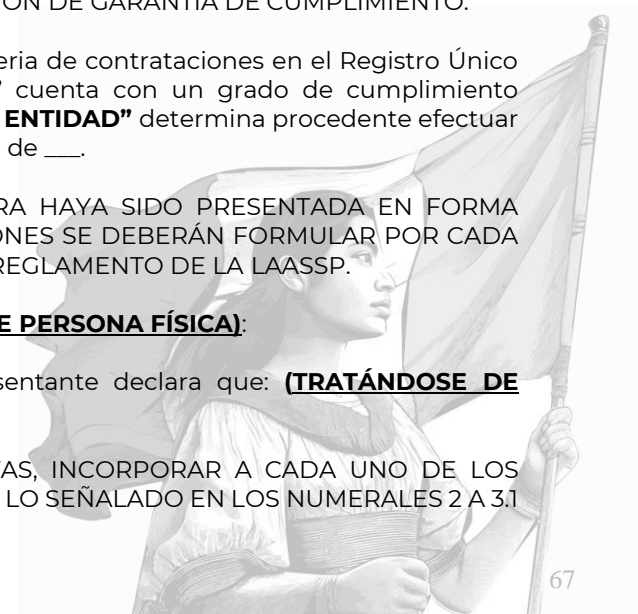 IÓN DE GARANTÍA DE CUMPLIMIENTO.
eria de contrataciones en el Registro Único
cuenta con un grado de cumplimiento
ENTIDAD” determina procedente efectuar
de ___.
RA HAYA SIDO PRESENTADA EN FORMA
ONES SE DEBERÁN FORMULAR POR CADA
REGLAMENTO DE LA LAASSP.
E PERSONA FÍSICA):
sentante declara que: (TRATÁNDOSE DE
TAS, INCORPORAR A CADA UNO DE LOS
LO SEÑALADO EN LOS NUMERALES 2 A 3.1
67